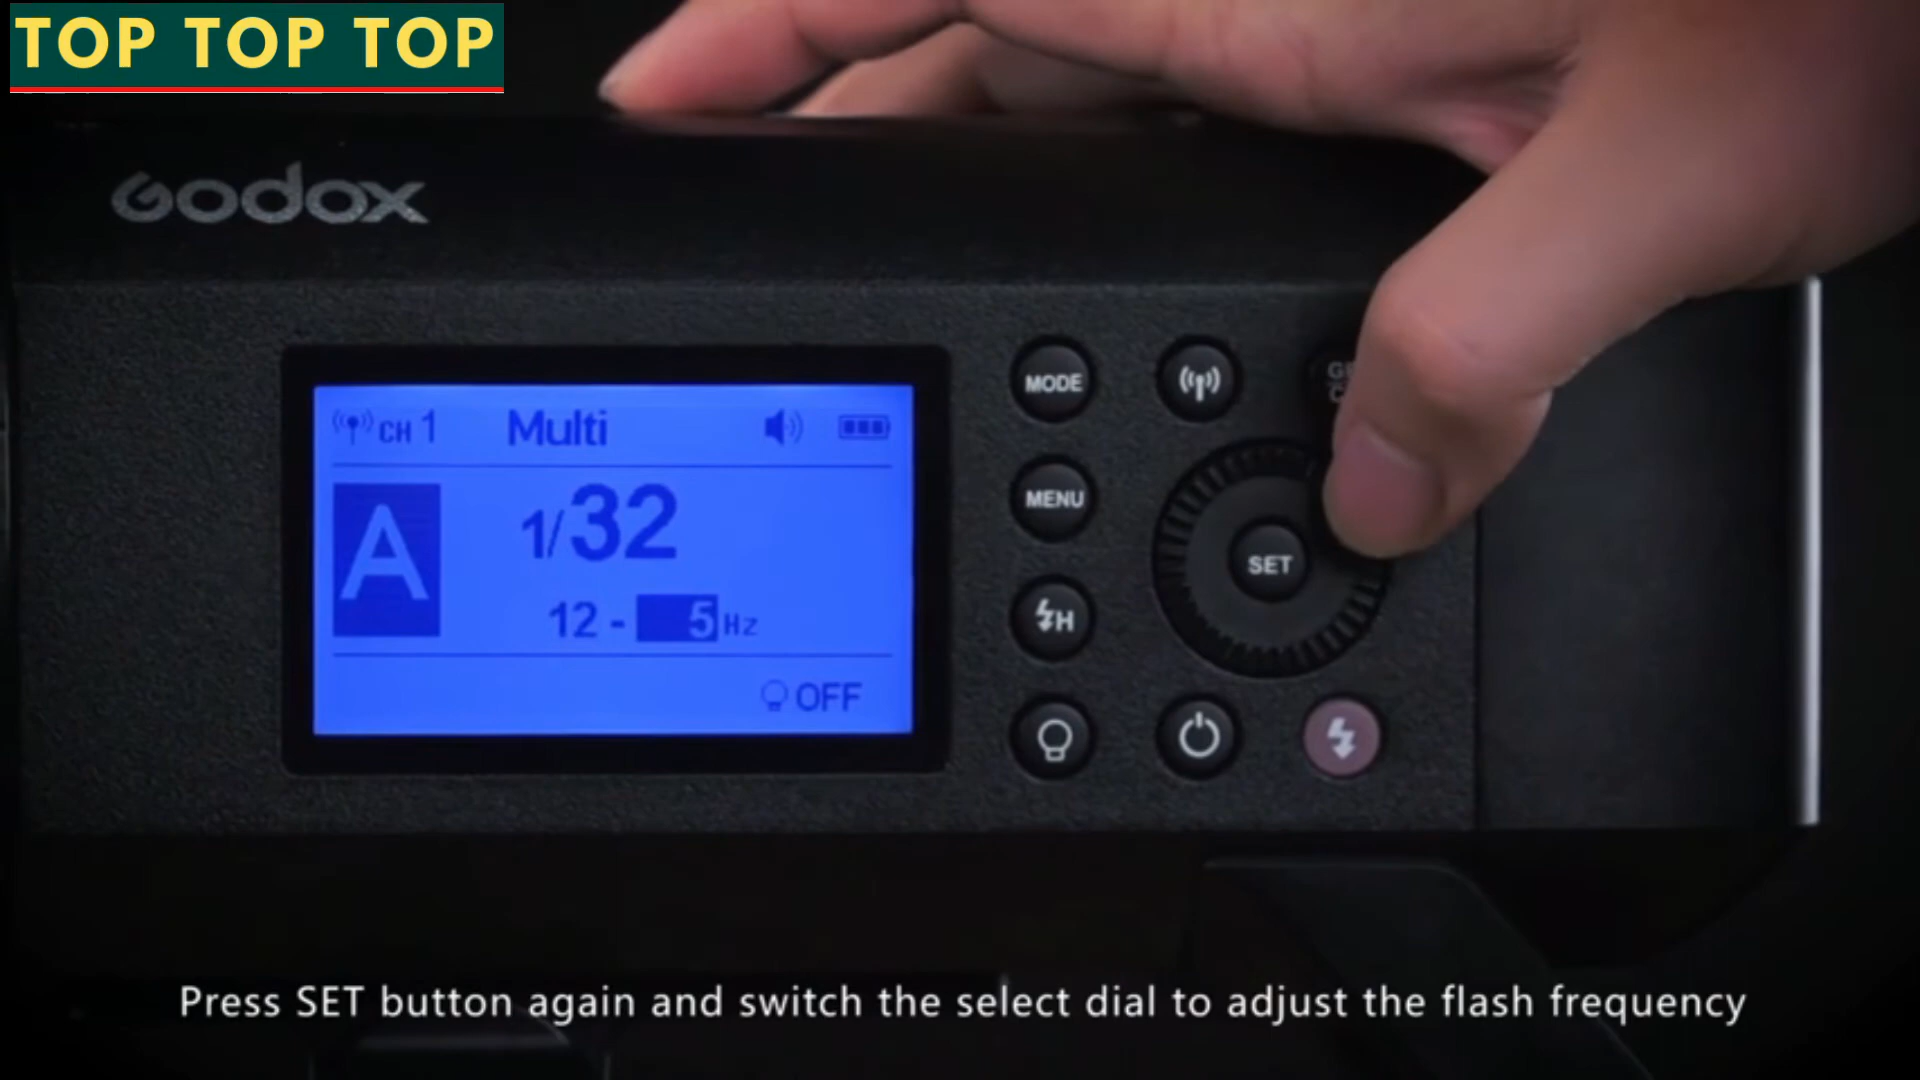 TOP TOP TOP
Godox
CH 1 Multi
A
1/32
12 - 5 Hz
OFF
MODE
MENU
SET
H
Press SET button again and switch the select dial to adjust the flash frequency